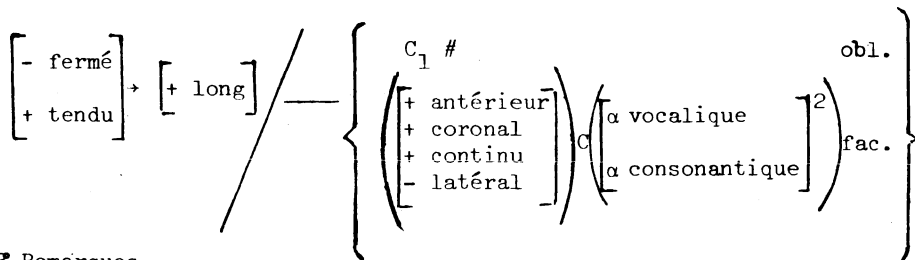 C₁ # obl.
[- fermé + tendu] → [+ long] / — { ([+ antérieur + coronal + continu - latéral]) C ([α vocalique α consonantique]²) fac. }
Remarques